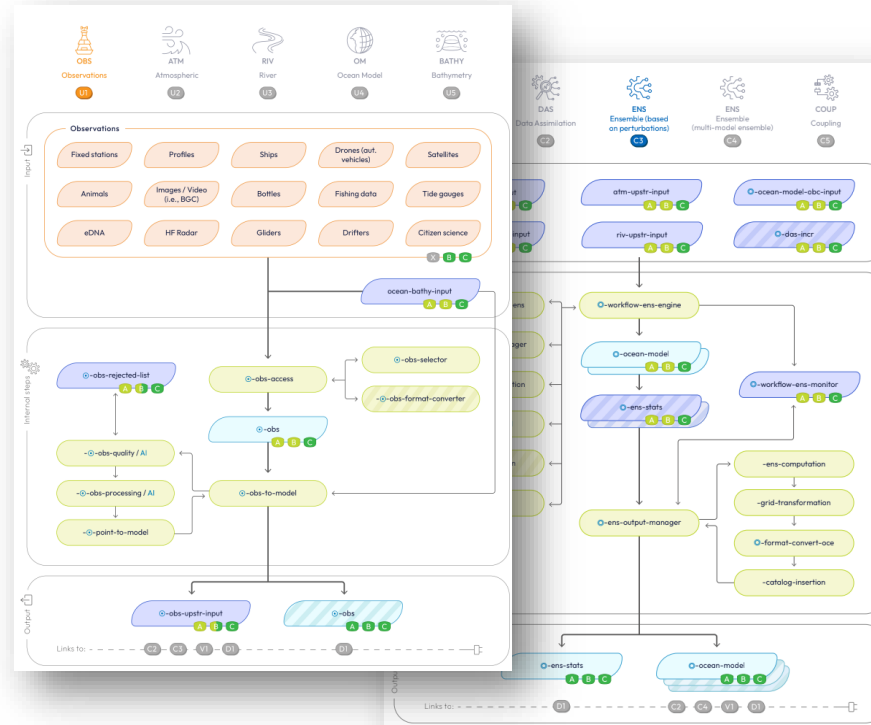 OBS
Observations
U1
ATM
Atmospheric
U2
RIV
River
U3
OM
Ocean Model
U4
BATHY
Bathymetry
U5
Input
Observations
Fixed stations
Profiles
Ships
Drones (aut.
vehicles)
Satellites
Animals
Images / Video
(i.e., BGC)
Bottles
Fishing data
Tide gauges
eDNA
HF Radar
Gliders
Drifters
Citizen science
X B C
ocean-bathy-input
A B C
Internal steps
-obs-rejected-list
A B C
-obs-access
-obs-selector
-obs-format-converter
-obs
A B C
-obs-quality / AI
-obs-processing / AI
-point-to-model
-obs-to-model
Output
-obs-upstr-input
A B C
-obs
A B C
Links to:
C2
C3
V1
D1
D1
DAS
Data Assimilation
C2
ENS
Ensemble (based
on perturbations)
C3
ENS
Ensemble
(multi-model ensemble)
C4
COUP
Coupling
C5
C
atm-upstr-input
A B C
-ocean-model-obc-input
A B C
input
C
riv-upstr-input
A B C
-das-incr
A B C
ens
-workflow-ens-engine
-ocean-model
A B C
-workflow-ens-monitor
A B C
-ens-stats
A B C
-ens-computation
-grid-transformation
-ens-output-manager
-format-convert-oce
-catalog-insertion
Output
-ens-stats
A B C
-ocean-model
A B C
Links to:
D1
C2
C4
V1
D1